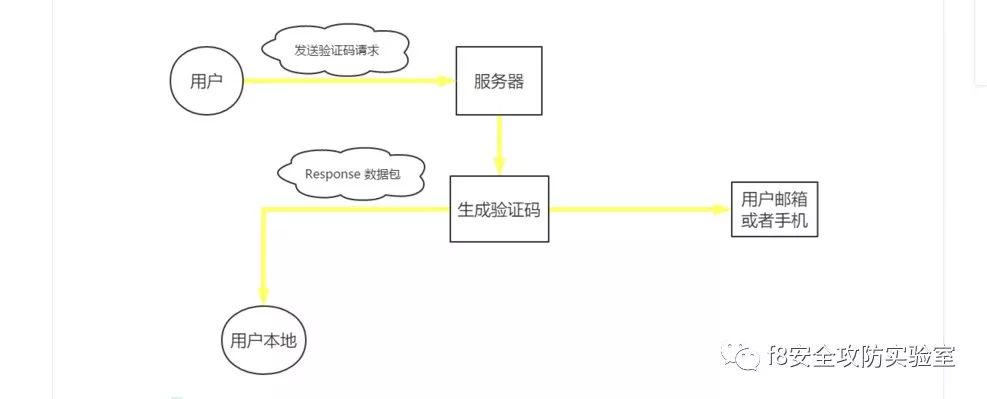 发送验证码请求
用户
服务器
Response 数据包
生成验证码
用户邮箱
或者手机
用户本地
f8安全攻防实验室